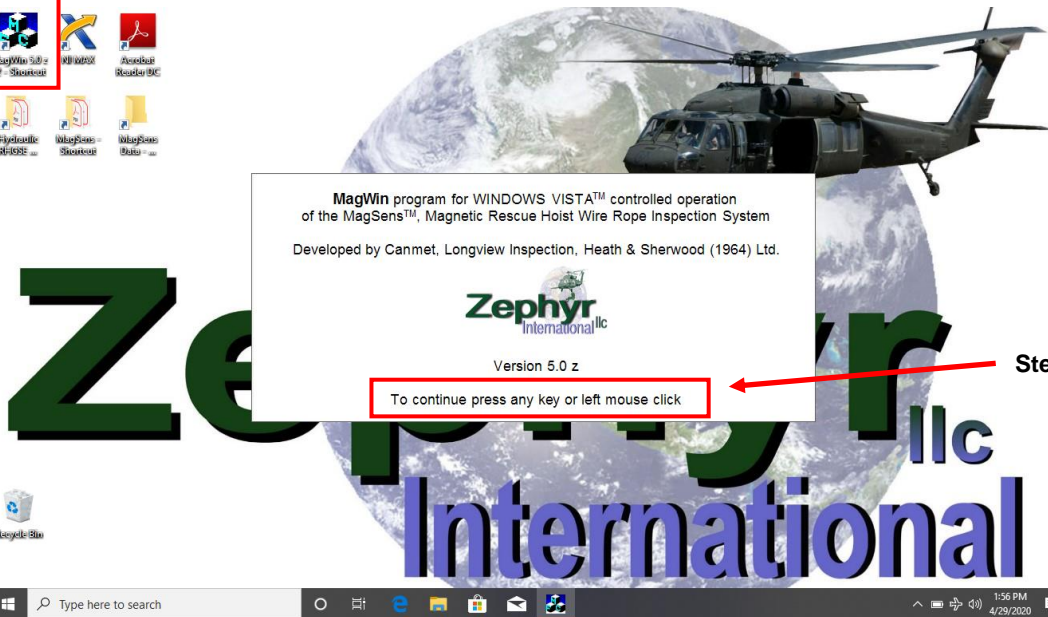 NI MAX
Acrobat
Reader DC
- Shortcut
MagSens -
Shortcut
MagSens
Data - ...
MagWin program for WINDOWS VISTA™ controlled operation
of the MagSens™, Magnetic Rescue Hoist Wire Rope Inspection System
Developed by Canmet, Longview Inspection, Heath & Sherwood (1964) Ltd.
Zephyr
International llc
Version 5.0 z
To continue press any key or left mouse click
Ste
Zephyr llc
International
Type here to search
1:56 PM
4/29/2020